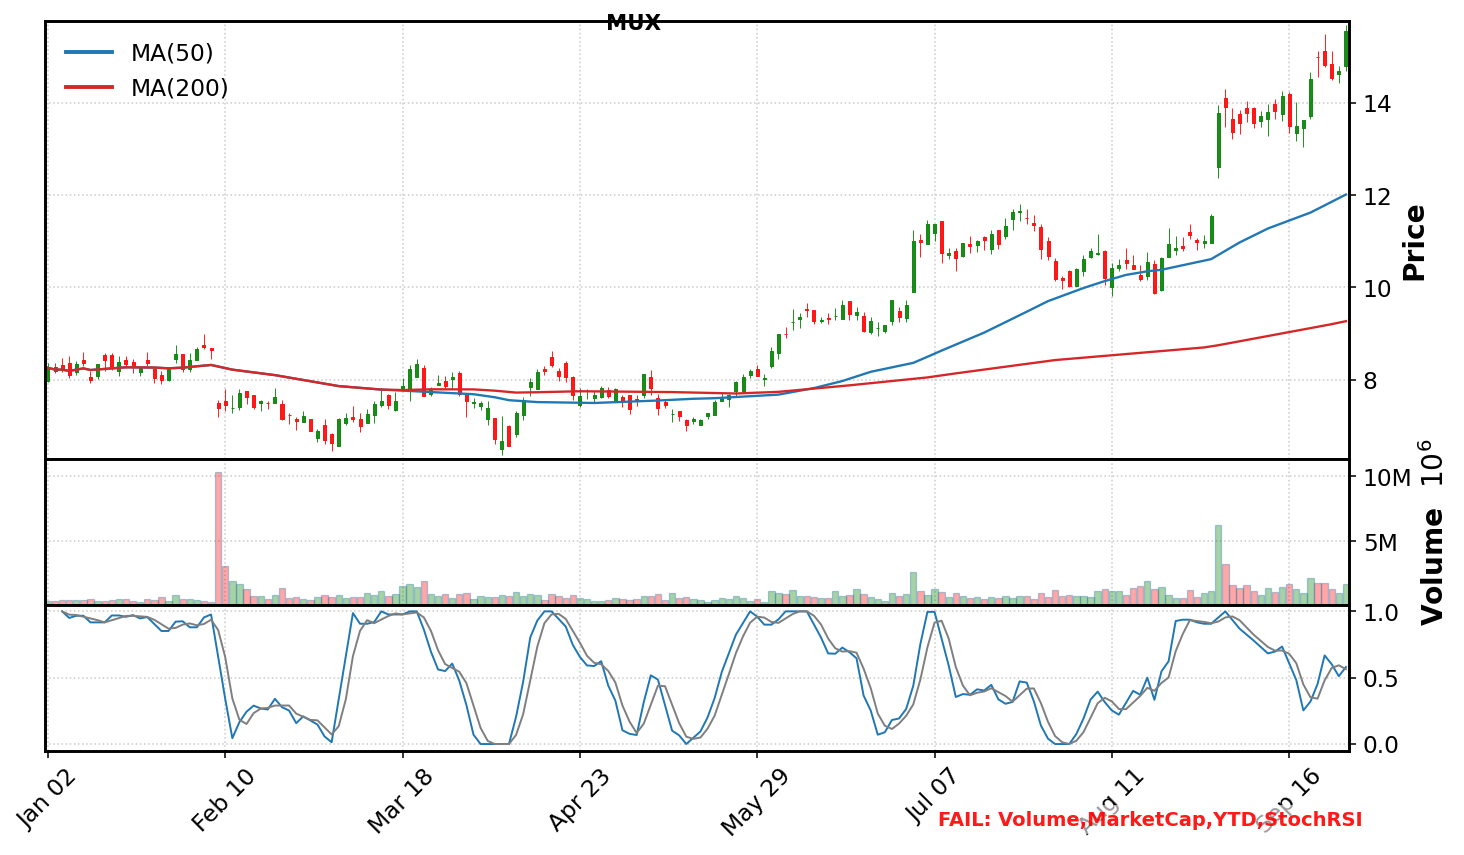 MUX
MA(50)
MA(200)
14
12
10
8
Price
10M
5M
Volume 10⁶
1.0
0.5
0.0
Jan 02
Feb 10
Mar 18
Apr 23
May 29
Jul 07
Aug 11
Sep 16
FAIL: Volume,MarketCap,YTD,StochRSI